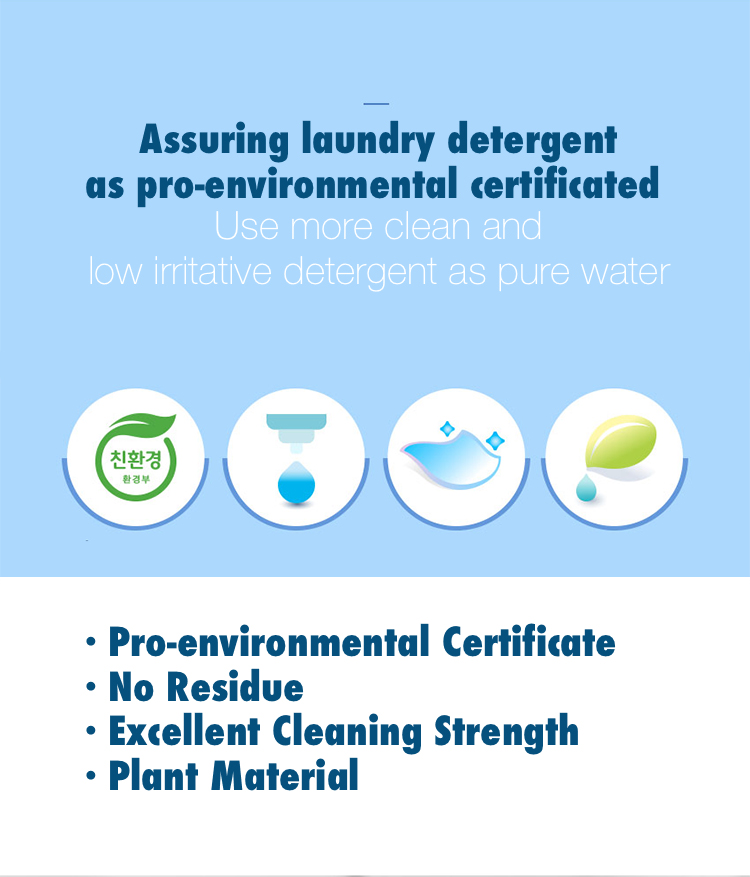 Assuring laundry detergent
as pro-environmental certificated
Use more clean and
low irritative detergent as pure water
친환경
환경부
• Pro-environmental Certificate
• No Residue
• Excellent Cleaning Strength
• Plant Material